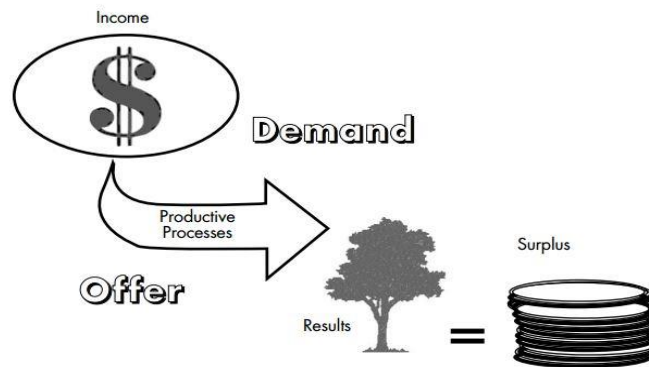 Income
$
Demand
Productive
Processes
Offer
Surplus
Results
=